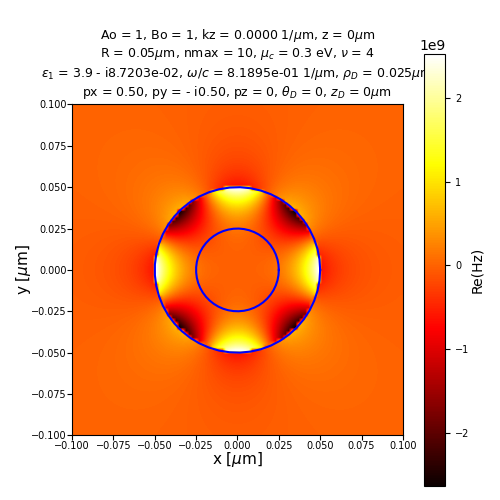 Ao = 1, Bo = 1, kz = 0.0000 1/μm, z = 0μm
R = 0.05μm, nmax = 10, μc = 0.3 eV, ν = 4
ε1 = 3.9 - i8.7203e-02, ω/c = 8.1895e-01 1/μm, ρD = 0.025μm
px = 0.50, py = - i0.50, pz = 0, θD = 0, zD = 0μm
1e9
0.100
0.075
0.050
0.025
0.000
−0.025
−0.050
−0.075
−0.100
y [μm]
−0.100 −0.075 −0.050 −0.025 0.000 0.025 0.050 0.075 0.100
x [μm]
2
1
0
−1
−2
Re(Hz)